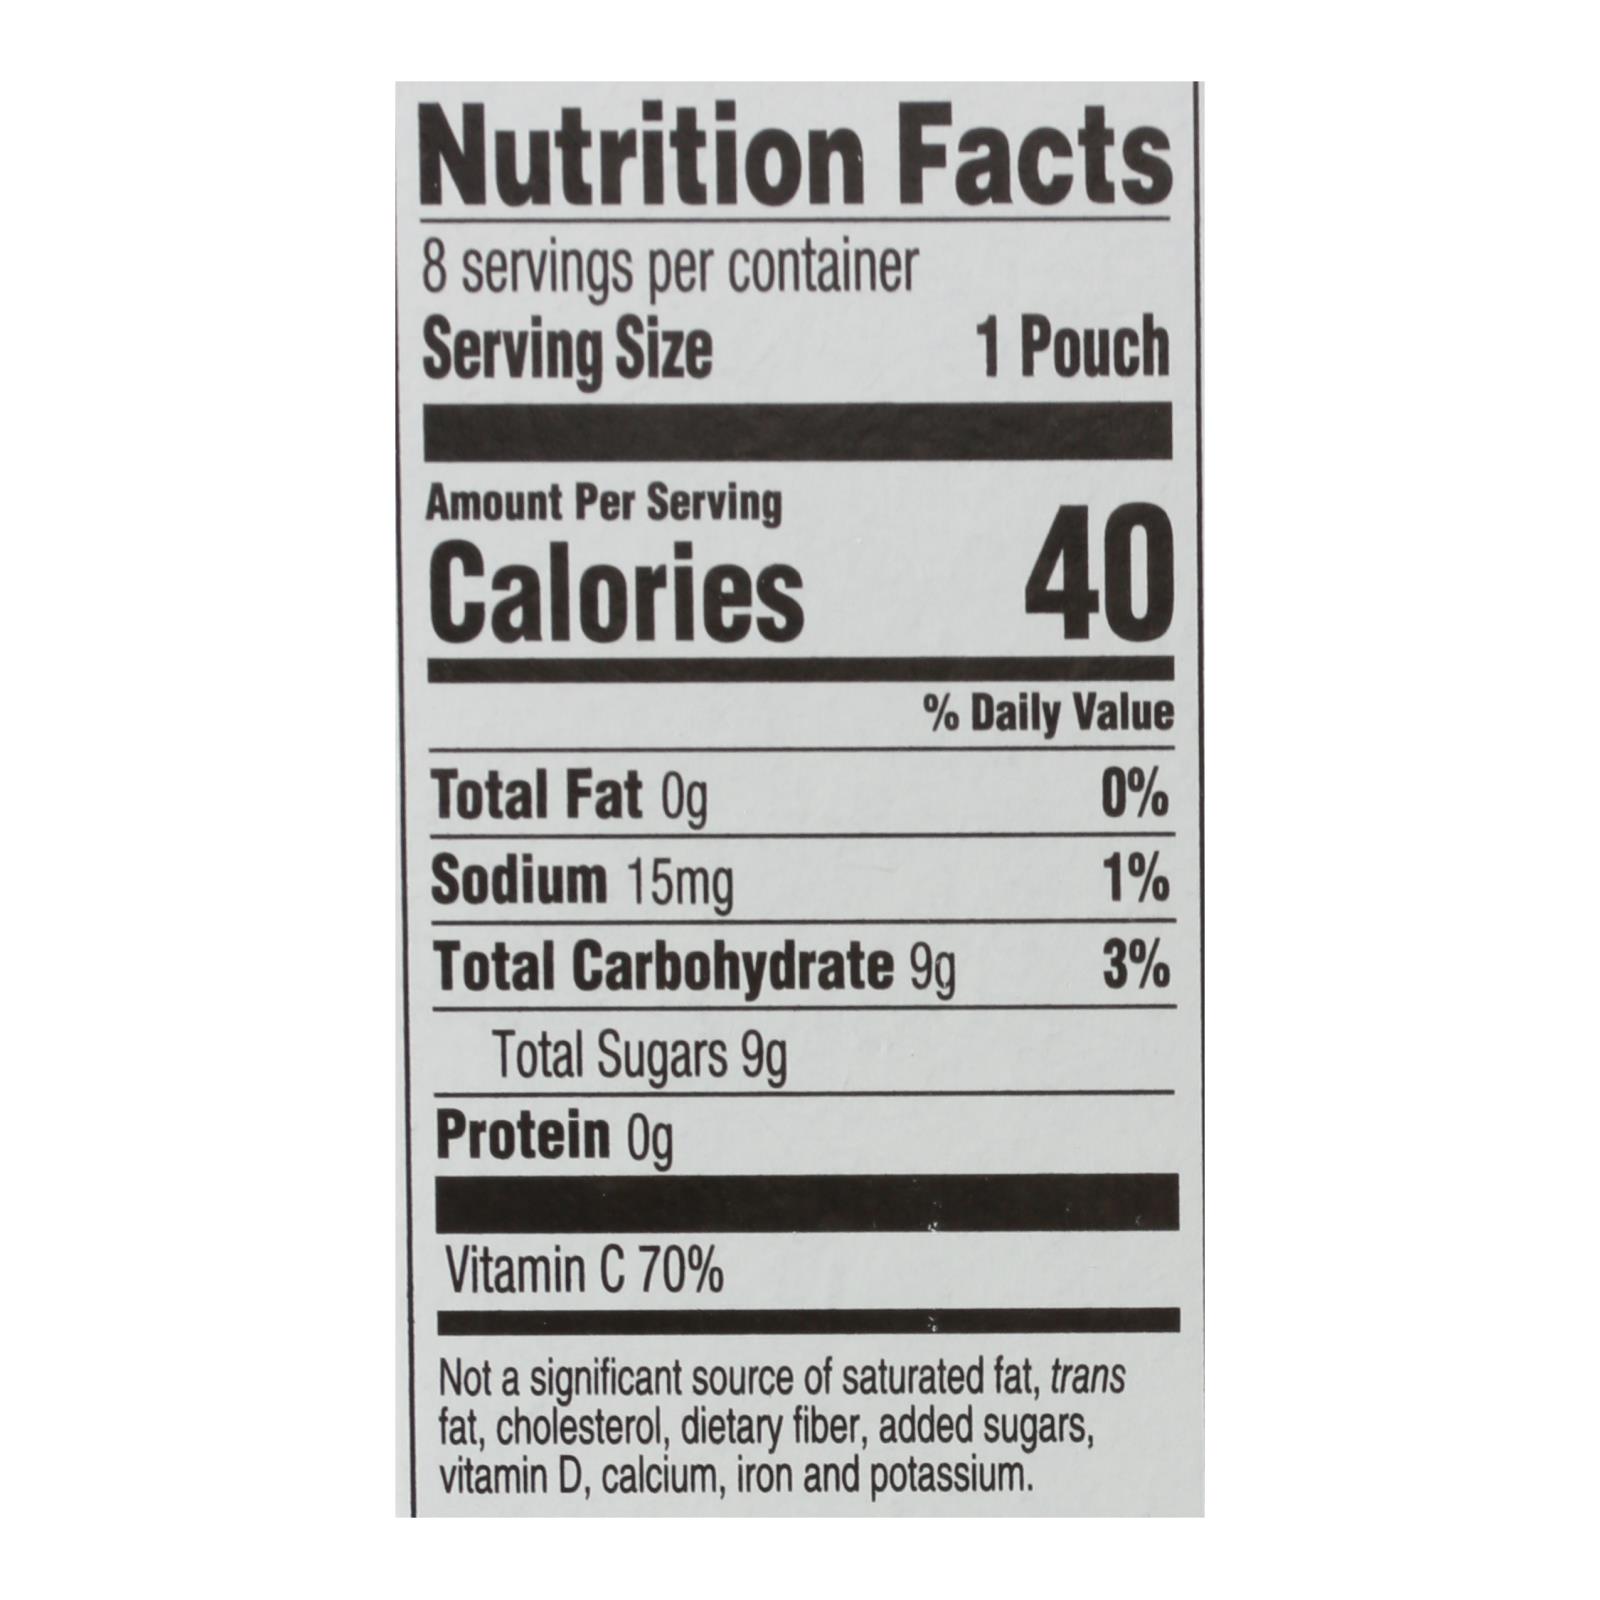 Nutrition Facts
8 servings per container
Serving Size 1 Pouch
Amount Per Serving
Calories 40
% Daily Value
Total Fat 0g 0%
Sodium 15mg 1%
Total Carbohydrate 9g 3%
Total Sugars 9g
Protein 0g
Vitamin C 70%
Not a significant source of saturated fat, trans
fat, cholesterol, dietary fiber, added sugars,
vitamin D, calcium, iron and potassium.